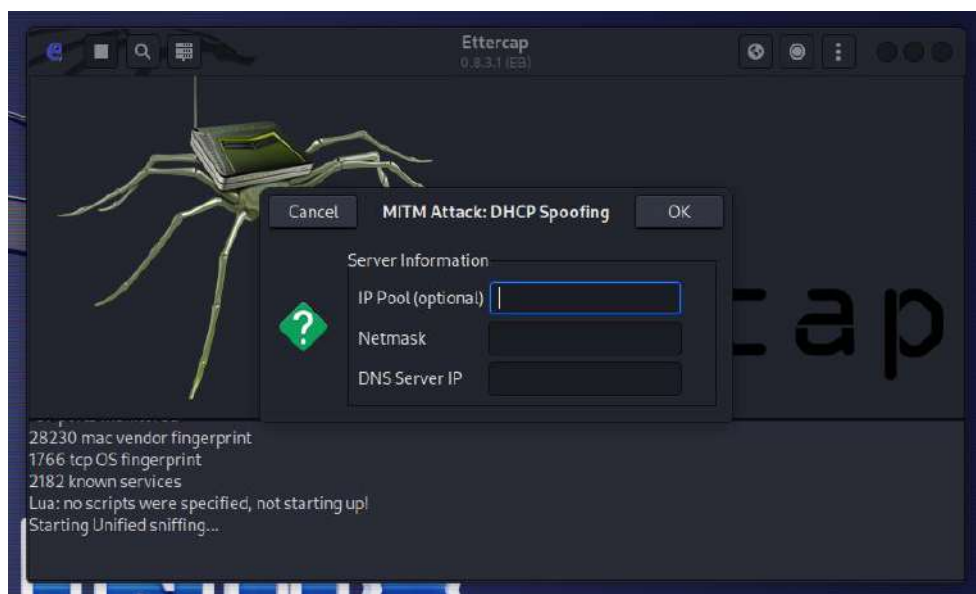 Ettercap
0.8.3.1 (EB)
Cancel MITM Attack: DHCP Spoofing OK
Server Information
IP Pool (optional)
Netmask
DNS Server IP
cap
28230 mac vendor fingerprint
1766 tcp OS fingerprint
2182 known services
Lua: no scripts were specified, not starting up!
Starting Unified sniffing...